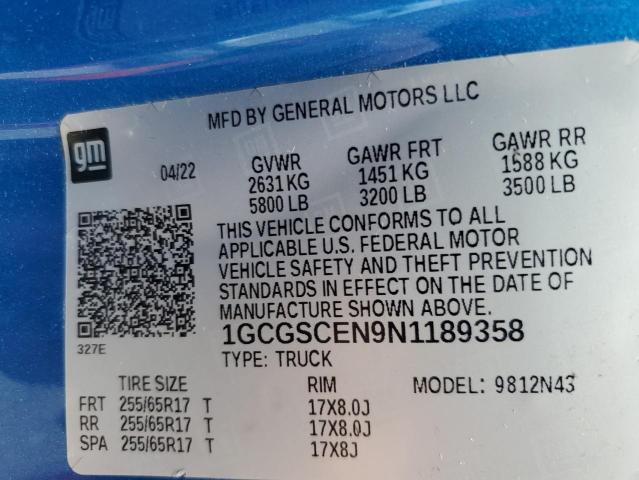 MFD BY GENERAL MOTORS LLC
gm
04/22
GVWR
2631 KG
5800 LB
GAWR FRT
1451 KG
3200 LB
GAWR RR
1588 KG
3500 LB
THIS VEHICLE CONFORMS TO ALL
APPLICABLE U.S. FEDERAL MOTOR
VEHICLE SAFETY AND THEFT PREVENTION
STANDARDS IN EFFECT ON THE DATE OF
MANUFACTURE SHOWN ABOVE.
327E
1GCGSCEN9N1189358
TYPE: TRUCK
TIRE SIZE RIM MODEL: 9812N43
FRT 255/65R17 T 17X8.0J
RR 255/65R17 T 17X8.0J
SPA 255/65R17 T 17X8J